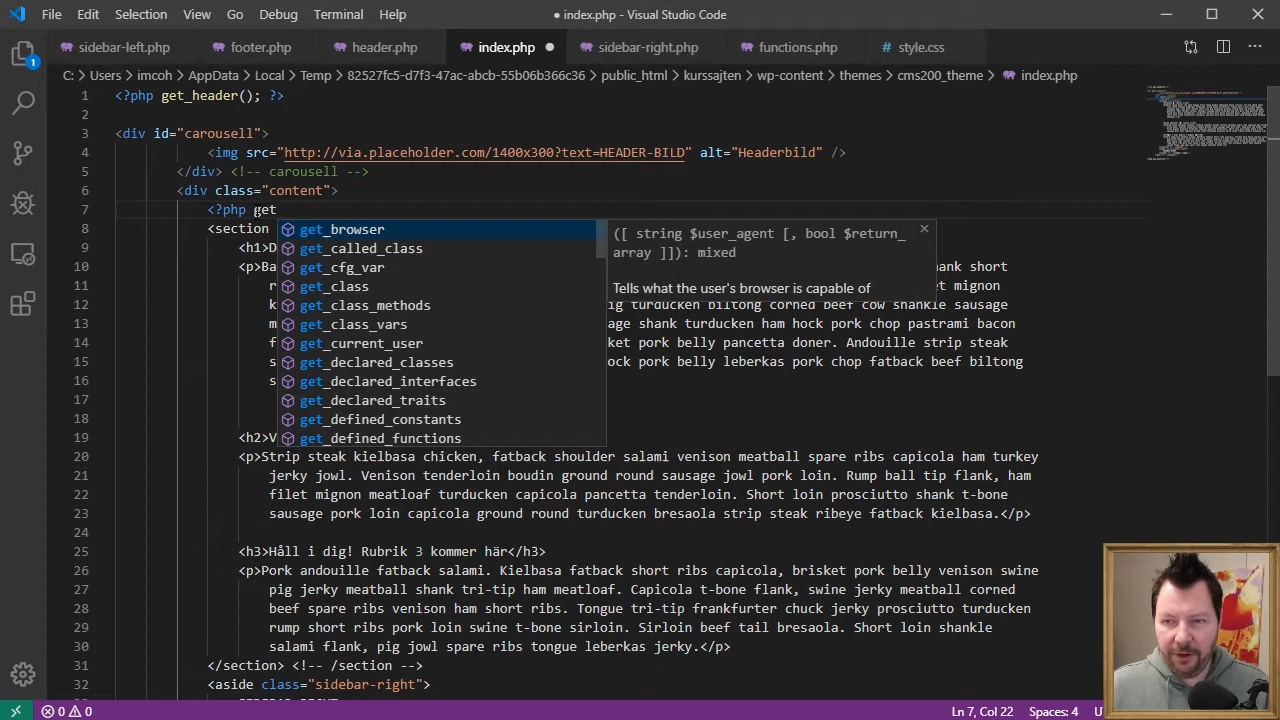 File Edit Selection View Go Debug Terminal Help
● index.php - Visual Studio Code
sidebar-left.php footer.php header.php index.php ● sidebar-right.php functions.php # style.css
C: > Users > imcoh > AppData > Local > Temp > 82527fc5-d7f3-47ac-abcb-55b06b366c36 > public_html > kurssajten > wp-content > themes > cms200_theme > index.php
1 <?php get_header(); ?>
2
3 <div id="carousell">
4 <img src="http://via.placeholder.com/1400x300?text=HEADER-BILD" alt="Headerbild" />
5 </div> <!-- carousell -->
6 <div class="content">
7 <?php get
8 <section
9 <h1>D
10 <p>Ba
11 r
12 k
13 m
14 f
15 s
16 s
17
18
19 <h2>V
get_browser
get_called_class
get_cfg_var
get_class
get_class_methods
get_class_vars
get_current_user
get_declared_classes
get_declared_interfaces
get_declared_traits
get_defined_constants
get_defined_functions
([ string $user_agent [, bool $return_
array ]]): mixed
Tells what the user's browser is capable of
hank short
et mignon
ig turducken biltong corned beef cow shankle sausage
age shank turducken ham hock pork chop pastrami bacon
ket pork belly pancetta doner. Andouille strip steak
ock pork belly leberkas pork chop fatback beef biltong
20 <p>Strip steak kielbasa chicken, fatback shoulder salami venison meatball spare ribs capicola ham turkey
21 jerky jowl. Venison tenderloin boudin ground round sausage jowl pork loin. Rump ball tip flank, ham
22 filet mignon meatloaf turducken capicola pancetta tenderloin. Short loin prosciutto shank t-bone
23 sausage pork loin capicola ground round turducken bresaola strip steak ribeye fatback kielbasa.</p>
24
25 <h3>Håll i dig! Rubrik 3 kommer här</h3>
26 <p>Pork andouille fatback salami. Kielbasa fatback short ribs capicola, brisket pork belly venison swine
27 pig jerky meatball shank tri-tip ham meatloaf. Capicola t-bone flank, swine jerky meatball corned
28 beef spare ribs venison ham short ribs. Tongue tri-tip frankfurter chuck jerky prosciutto turducken
29 rump short ribs pork loin swine t-bone sirloin. Sirloin beef tail bresaola. Short loin shankle
30 salami flank, pig jowl spare ribs tongue leberkas jerky.</p>
31 </section> <!-- /section -->
32 <aside class="sidebar-right">
0 0
Ln 7, Col 22 Spaces: 4